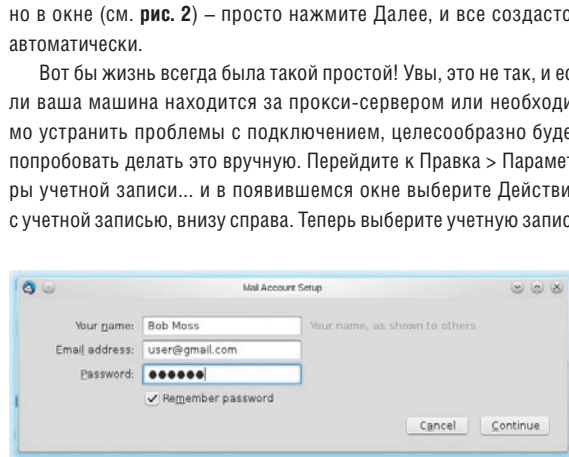 но в окне (см. рис. 2) – просто нажмите Далее, и все создастс
автоматически.
Вот бы жизнь всегда была такой простой! Увы, это не так, и ес
ли ваша машина находится за прокси-сервером или необходи
мо устранить проблемы с подключением, целесообразно буде
попробовать делать это вручную. Перейдите к Правка > Парамет
ры учетной записи... и в появившемся окне выберите Действи
с учетной записью, внизу справа. Теперь выберите учетную запис
Mail Account Setup
Your name: Bob Moss Your name, as shown to others
Email address: user@gmail.com
Password: ●●●●●●
Remember password
Cancel Continue